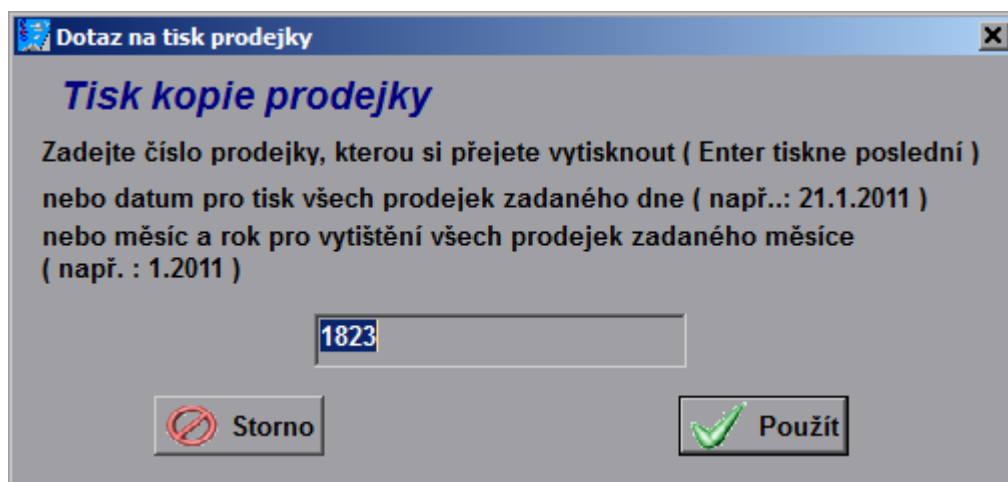 Dotaz na tisk prodejky
Tisk kopie prodejky
Zadejte číslo prodejky, kterou si přejete vytisknout ( Enter tiskne poslední )
nebo datum pro tisk všech prodejek zadaného dne ( např..: 21.1.2011 )
nebo měsíc a rok pro vytištění všech prodejek zadaného měsíce
( např. : 1.2011 )
1823
Storno
Použít